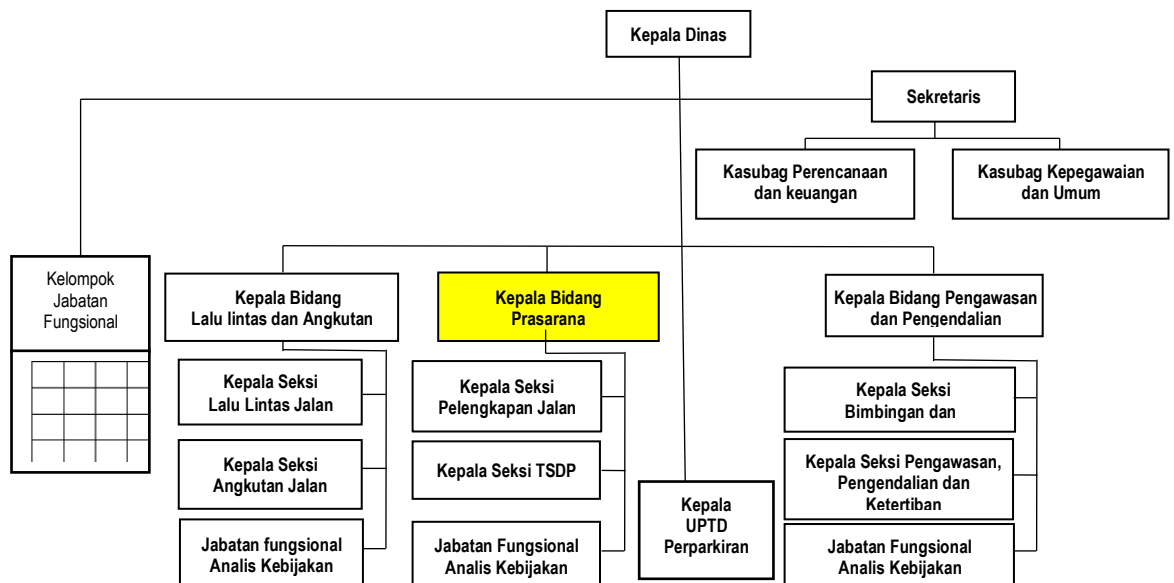 Kepala Dinas
Sekretaris
Kasubag Perencanaan
dan keuangan
Kasubag Kepegawaian
dan Umum
Kelompok
Jabatan
Fungsional
Kepala Bidang
Lalu lintas dan Angkutan
Kepala Bidang
Prasarana
Kepala Bidang Pengawasan
dan Pengendalian
Kepala Seksi
Lalu Lintas Jalan
Kepala Seksi
Pelengkapan Jalan
Kepala Seksi
Bimbingan dan
Kepala Seksi
Angkutan Jalan
Kepala Seksi TSDP
Kepala Seksi Pengawasan,
Pengendalian dan
Ketertiban
Kepala
UPTD
Perparkiran
Jabatan fungsional
Analis Kebijakan
Jabatan Fungsional
Analis Kebijakan
Jabatan Fungsional
Analis Kebijakan